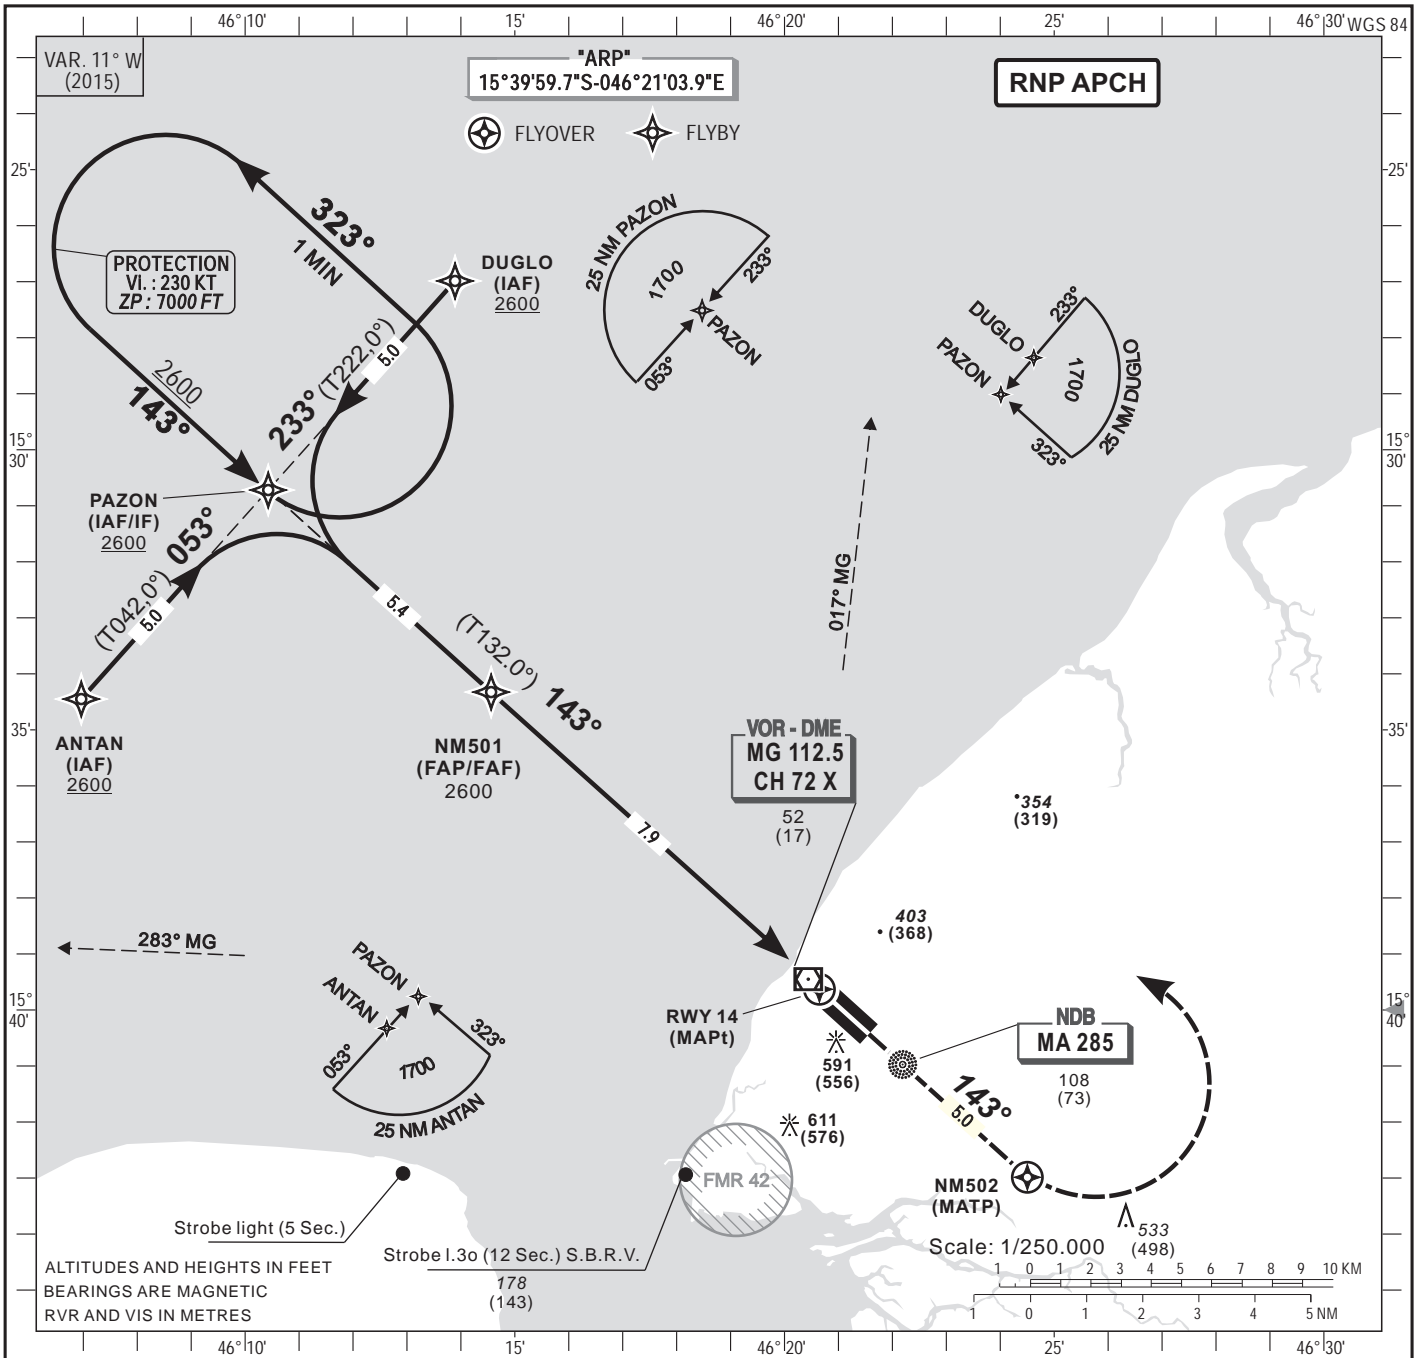 46°10'
15'
46°20'
25'
46°30'
WGS 84
VAR. 11° W
(2015)
"ARP"
15°39'59.7"S-046°21'03.9"E
RNP APCH
FLYOVER
FLYBY
25'
25'
323°
1 MIN
PROTECTION
VI. : 230 KT
ZP : 7000 FT
DUGLO
(IAF)
2600
25 NM PAZON
1700
233°
PAZON
053°
DUGLO
PAZON
233°
1700
25 NM DUGLO
323°
2600
143°
233° (T222,0°)
5.0
15°
30'
15°
30'
PAZON
(IAF/IF)
2600
053°
(T042,0°)
5.0
5.4
(T132.0°)
143°
017° MG
35'
35'
ANTAN
(IAF)
2600
NM501
(FAP/FAF)
2600
VOR - DME
MG 112.5
CH 72 X
52
(17)
354
(319)
7.9
403
(368)
283° MG
PAZON
ANTAN
053°
323°
1700
25 NM ANTAN
15°
40'
15°
40'
RWY 14
(MAPt)
NDB
MA 285
108
(73)
591
(556)
143°
5.0
611
(576)
FMR 42
NM502
(MATP)
533
(498)
Strobe light (5 Sec.)
Strobe l.3o (12 Sec.) S.B.R.V.
178
(143)
Scale: 1/250.000
1 0 1 2 3 4 5 6 7 8 9 10 KM
1 0 1 2 3 4 5 NM
ALTITUDES AND HEIGHTS IN FEET
BEARINGS ARE MAGNETIC
RVR AND VIS IN METRES
46°10'
15'
46°20'
25'
46°30'